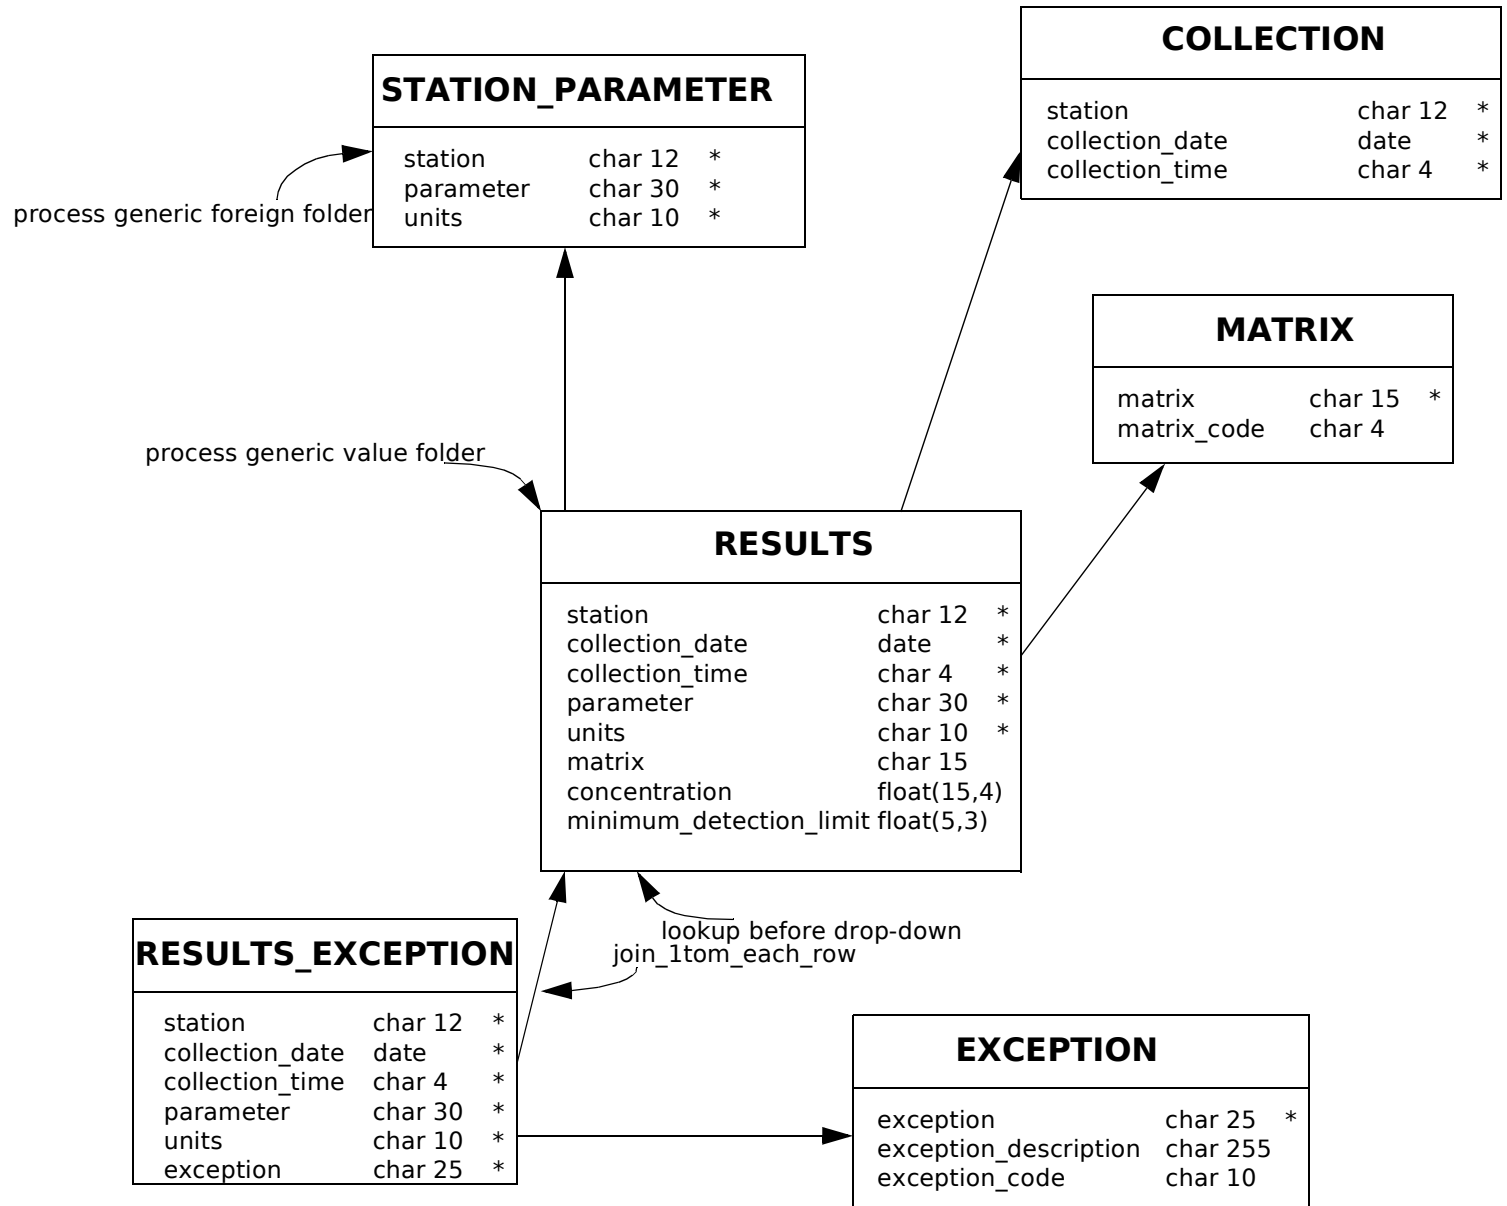 COLLECTION
station char 12 *
collection_date date *
collection_time char 4 *
STATION_PARAMETER
station char 12 *
parameter char 30 *
units char 10 *
process generic foreign folder
MATRIX
matrix char 15 *
matrix_code char 4
process generic value folder
RESULTS
station char 12 *
collection_date date *
collection_time char 4 *
parameter char 30 *
units char 10 *
matrix char 15
concentration float(15,4)
minimum_detection_limit float(5,3)
lookup before drop-down
join_1tom_each_row
RESULTS_EXCEPTION
station char 12 *
collection_date date *
collection_time char 4 *
parameter char 30 *
units char 10 *
exception char 25 *
EXCEPTION
exception char 25 *
exception_description char 255
exception_code char 10